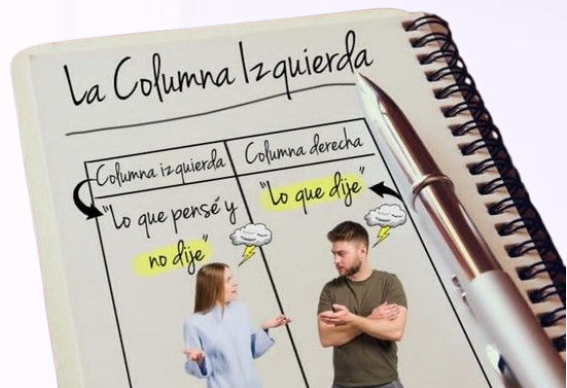 La Columna Izquierda
Columna izquierda
Columna derecha
"Lo que pensé y
no dije"
"Lo que dije"